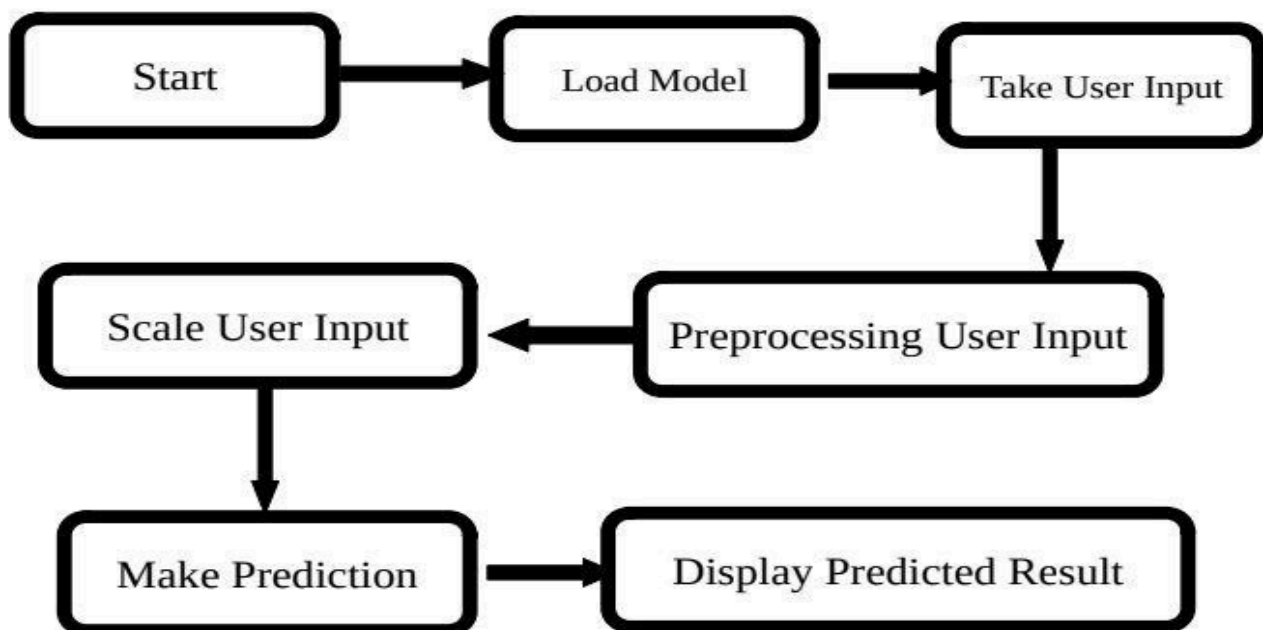 Start
Load Model
Take User Input
Preprocessing User Input
Scale User Input
Make Prediction
Display Predicted Result